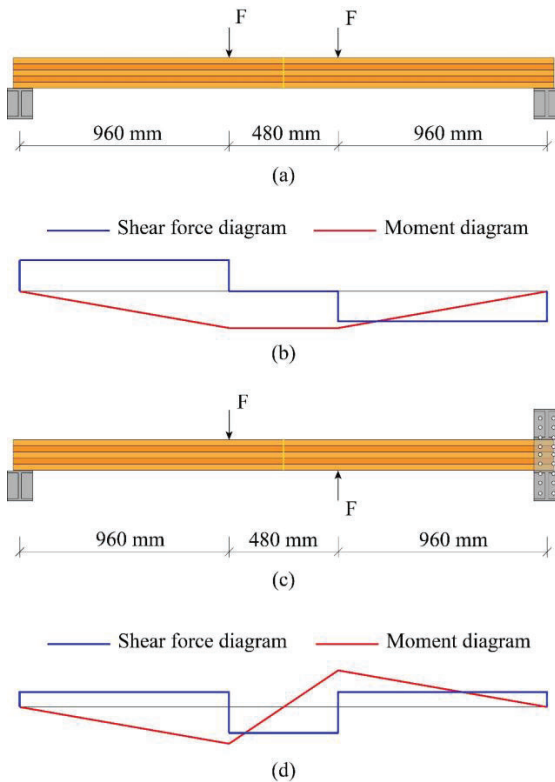 F F
960 mm 480 mm 960 mm
(a)
Shear force diagram Moment diagram
(b)
F
F
960 mm 480 mm 960 mm
(c)
Shear force diagram Moment diagram
(d)